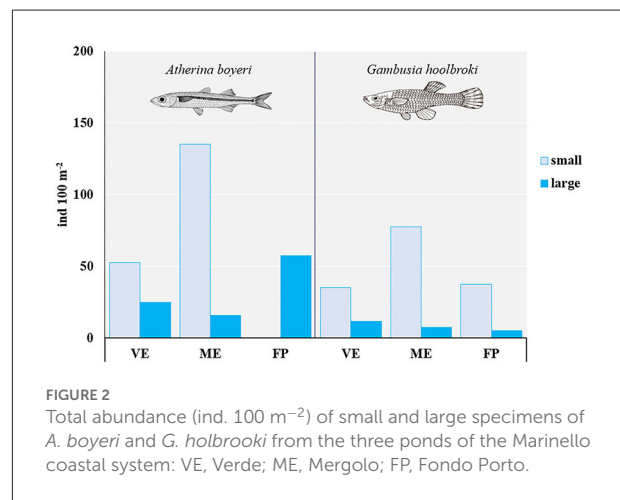 200
150
100
50
0
ind 100 m⁻²
Atherina boyeri
Gambusia hoolbroki
small
large
VE ME FP VE ME FP
FIGURE 2
Total abundance (ind. 100 m⁻²) of small and large specimens of
A. boyeri and G. holbrooki from the three ponds of the Marinello
coastal system: VE, Verde; ME, Mergolo; FP, Fondo Porto.